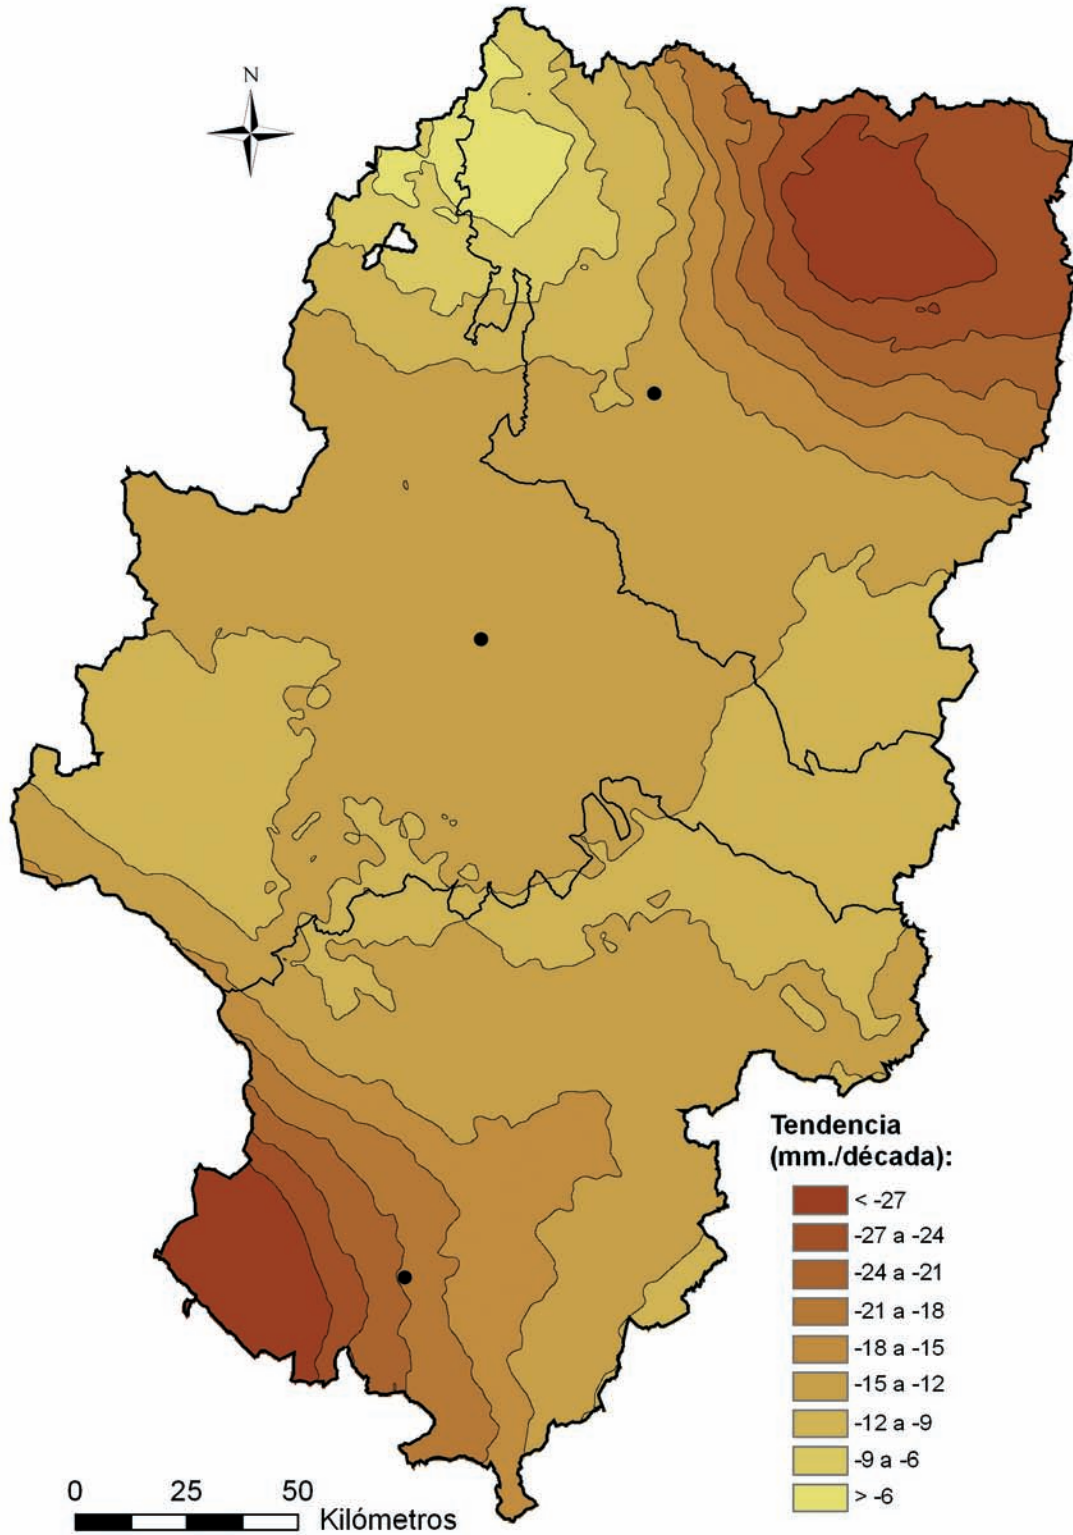 N
Tendencia
(mm./década):
< -27
-27 a -24
-24 a -21
-21 a -18
-18 a -15
-15 a -12
-12 a -9
-9 a -6
> -6
0 25 50
Kilómetros